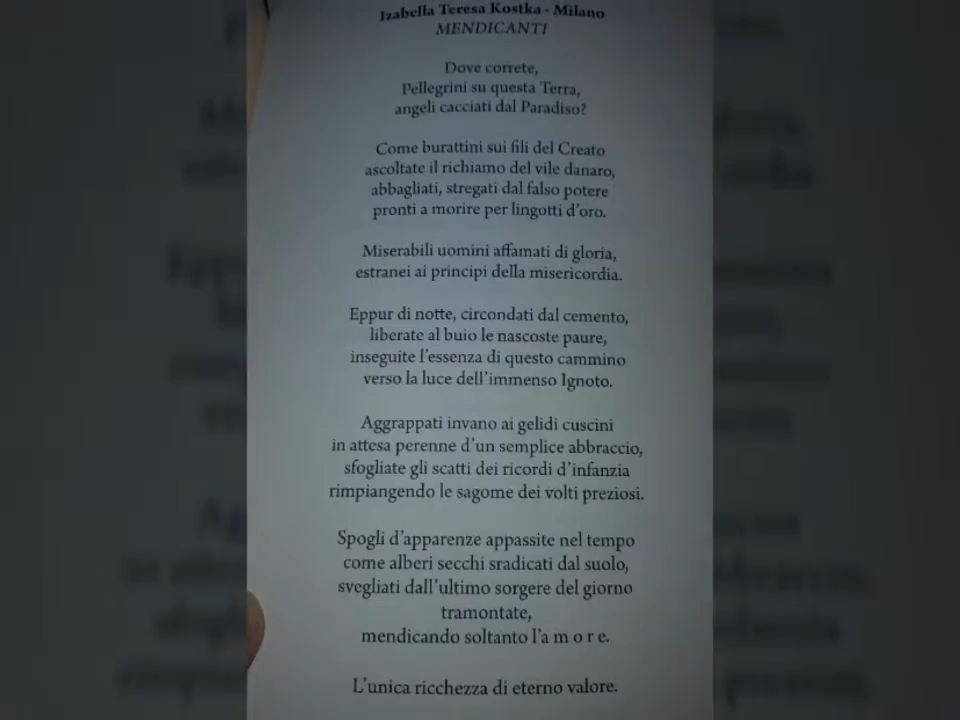 Izabella Teresa Kostka - Milano
MENDICANTI
Dove correte,
Pellegrini su questa Terra,
angeli cacciati dal Paradiso?
Come burattini sui fili del Creato
ascoltate il richiamo del vile danaro,
abbagliati, stregati dal falso potere
pronti a morire per lingotti d'oro.
Miserabili uomini affamati di gloria,
estranei ai principi della misericordia.
Eppur di notte, circondati dal cemento,
liberate al buio le nascoste paure,
inseguite l'essenza di questo cammino
verso la luce dell'immenso Ignoto.
Aggrappati invano ai gelidi cuscini
in attesa perenne d'un semplice abbraccio,
sfogliate gli scatti dei ricordi d'infanzia
rimpiangendo le sagome dei volti preziosi.
Spogli d'apparenze appassite nel tempo
come alberi secchi sradicati dal suolo,
svegliati dall'ultimo sorgere del giorno
tramontate,
mendicando soltanto l'a m o r e.
L'unica ricchezza di eterno valore.